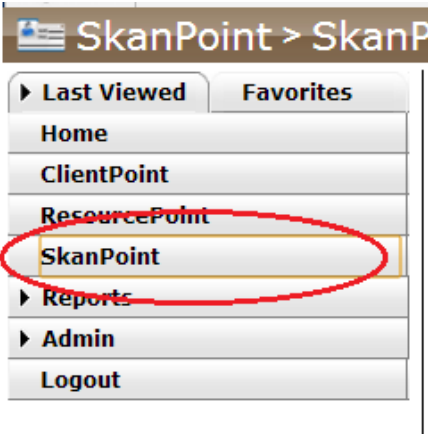 SkanPoint > SkanP
Last Viewed Favorites
Home
ClientPoint
ResourcePoint
SkanPoint
Reports
Admin
Logout